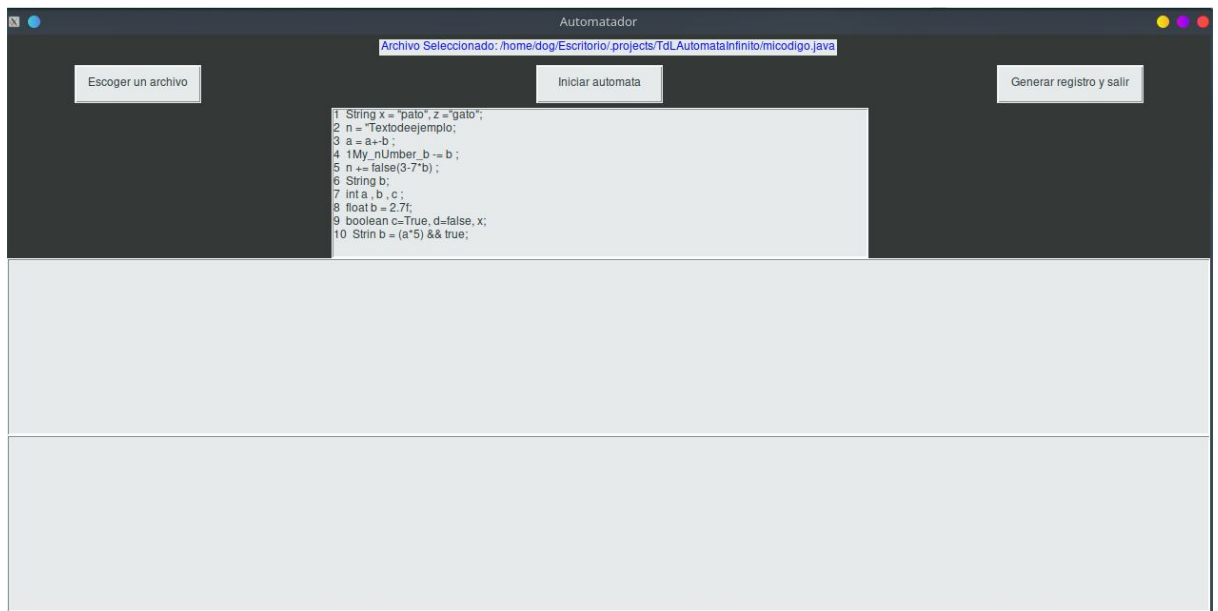 Automatador
Archivo Seleccionado: /home/dog/Escritorio/.projects/TdLAutomataInfinito/micodigo.java
Escoger un archivo
Iniciar automata
Generar registro y salir
1 String x = "pato", z ="gato";
2 n = "Textodeejemplo;
3 a = a+-b ;
4 1My_nUmber_b -= b ;
5 n += false(3-7*b) ;
6 String b;
7 int a , b , c ;
8 float b = 2.7f;
9 boolean c=True, d=false, x;
10 Strin b = (a*5) && true;